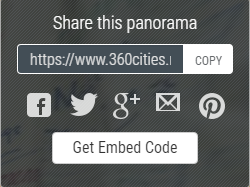 Share this panorama
https://www.360cities.n COPY
g+
Get Embed Code